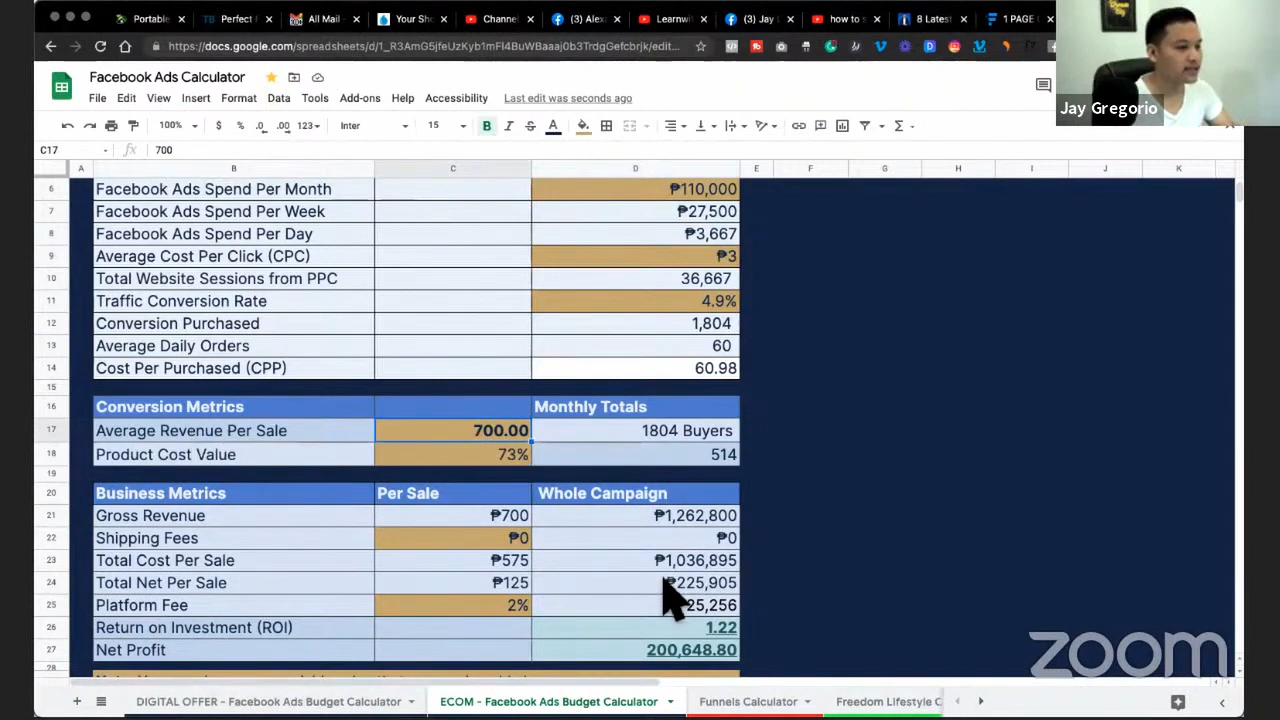 Portable
Perfect
All Mail -
Your Sh
Channel
(3) Alex
Learnwit
(3) Jay
how to s
8 Latest
1 PAGE
https://docs.google.com/spreadsheets/d/1_R3AmG5jfeUzKyb1mFl4BuWBaaaj0b3TrdgGefcbrjk/edit...
Facebook Ads Calculator
File Edit View Insert Format Data Tools Add-ons Help Accessibility Last edit was seconds ago
100% $ % .0 .00 123 Inter 15 B I S A
Jay Gregorio
C17 fx 700
A B C D E F G H I J K
6 Facebook Ads Spend Per Month ₱110,000
7 Facebook Ads Spend Per Week ₱27,500
8 Facebook Ads Spend Per Day ₱3,667
9 Average Cost Per Click (CPC) ₱3
10 Total Website Sessions from PPC 36,667
11 Traffic Conversion Rate 4.9%
12 Conversion Purchased 1,804
13 Average Daily Orders 60
14 Cost Per Purchased (CPP) 60.98
15
16 Conversion Metrics Monthly Totals
17 Average Revenue Per Sale 700.00 1804 Buyers
18 Product Cost Value 73% 514
19
20 Business Metrics Per Sale Whole Campaign
21 Gross Revenue ₱700 ₱1,262,800
22 Shipping Fees ₱0 ₱0
23 Total Cost Per Sale ₱575 ₱1,036,895
24 Total Net Per Sale ₱125 ₱225,905
25 Platform Fee 2% 25,256
26 Return on Investment (ROI) 1.22
27 Net Profit 200,648.80
28
zoom
DIGITAL OFFER - Facebook Ads Budget Calculator ECOM - Facebook Ads Budget Calculator Funnels Calculator Freedom Lifestyle C